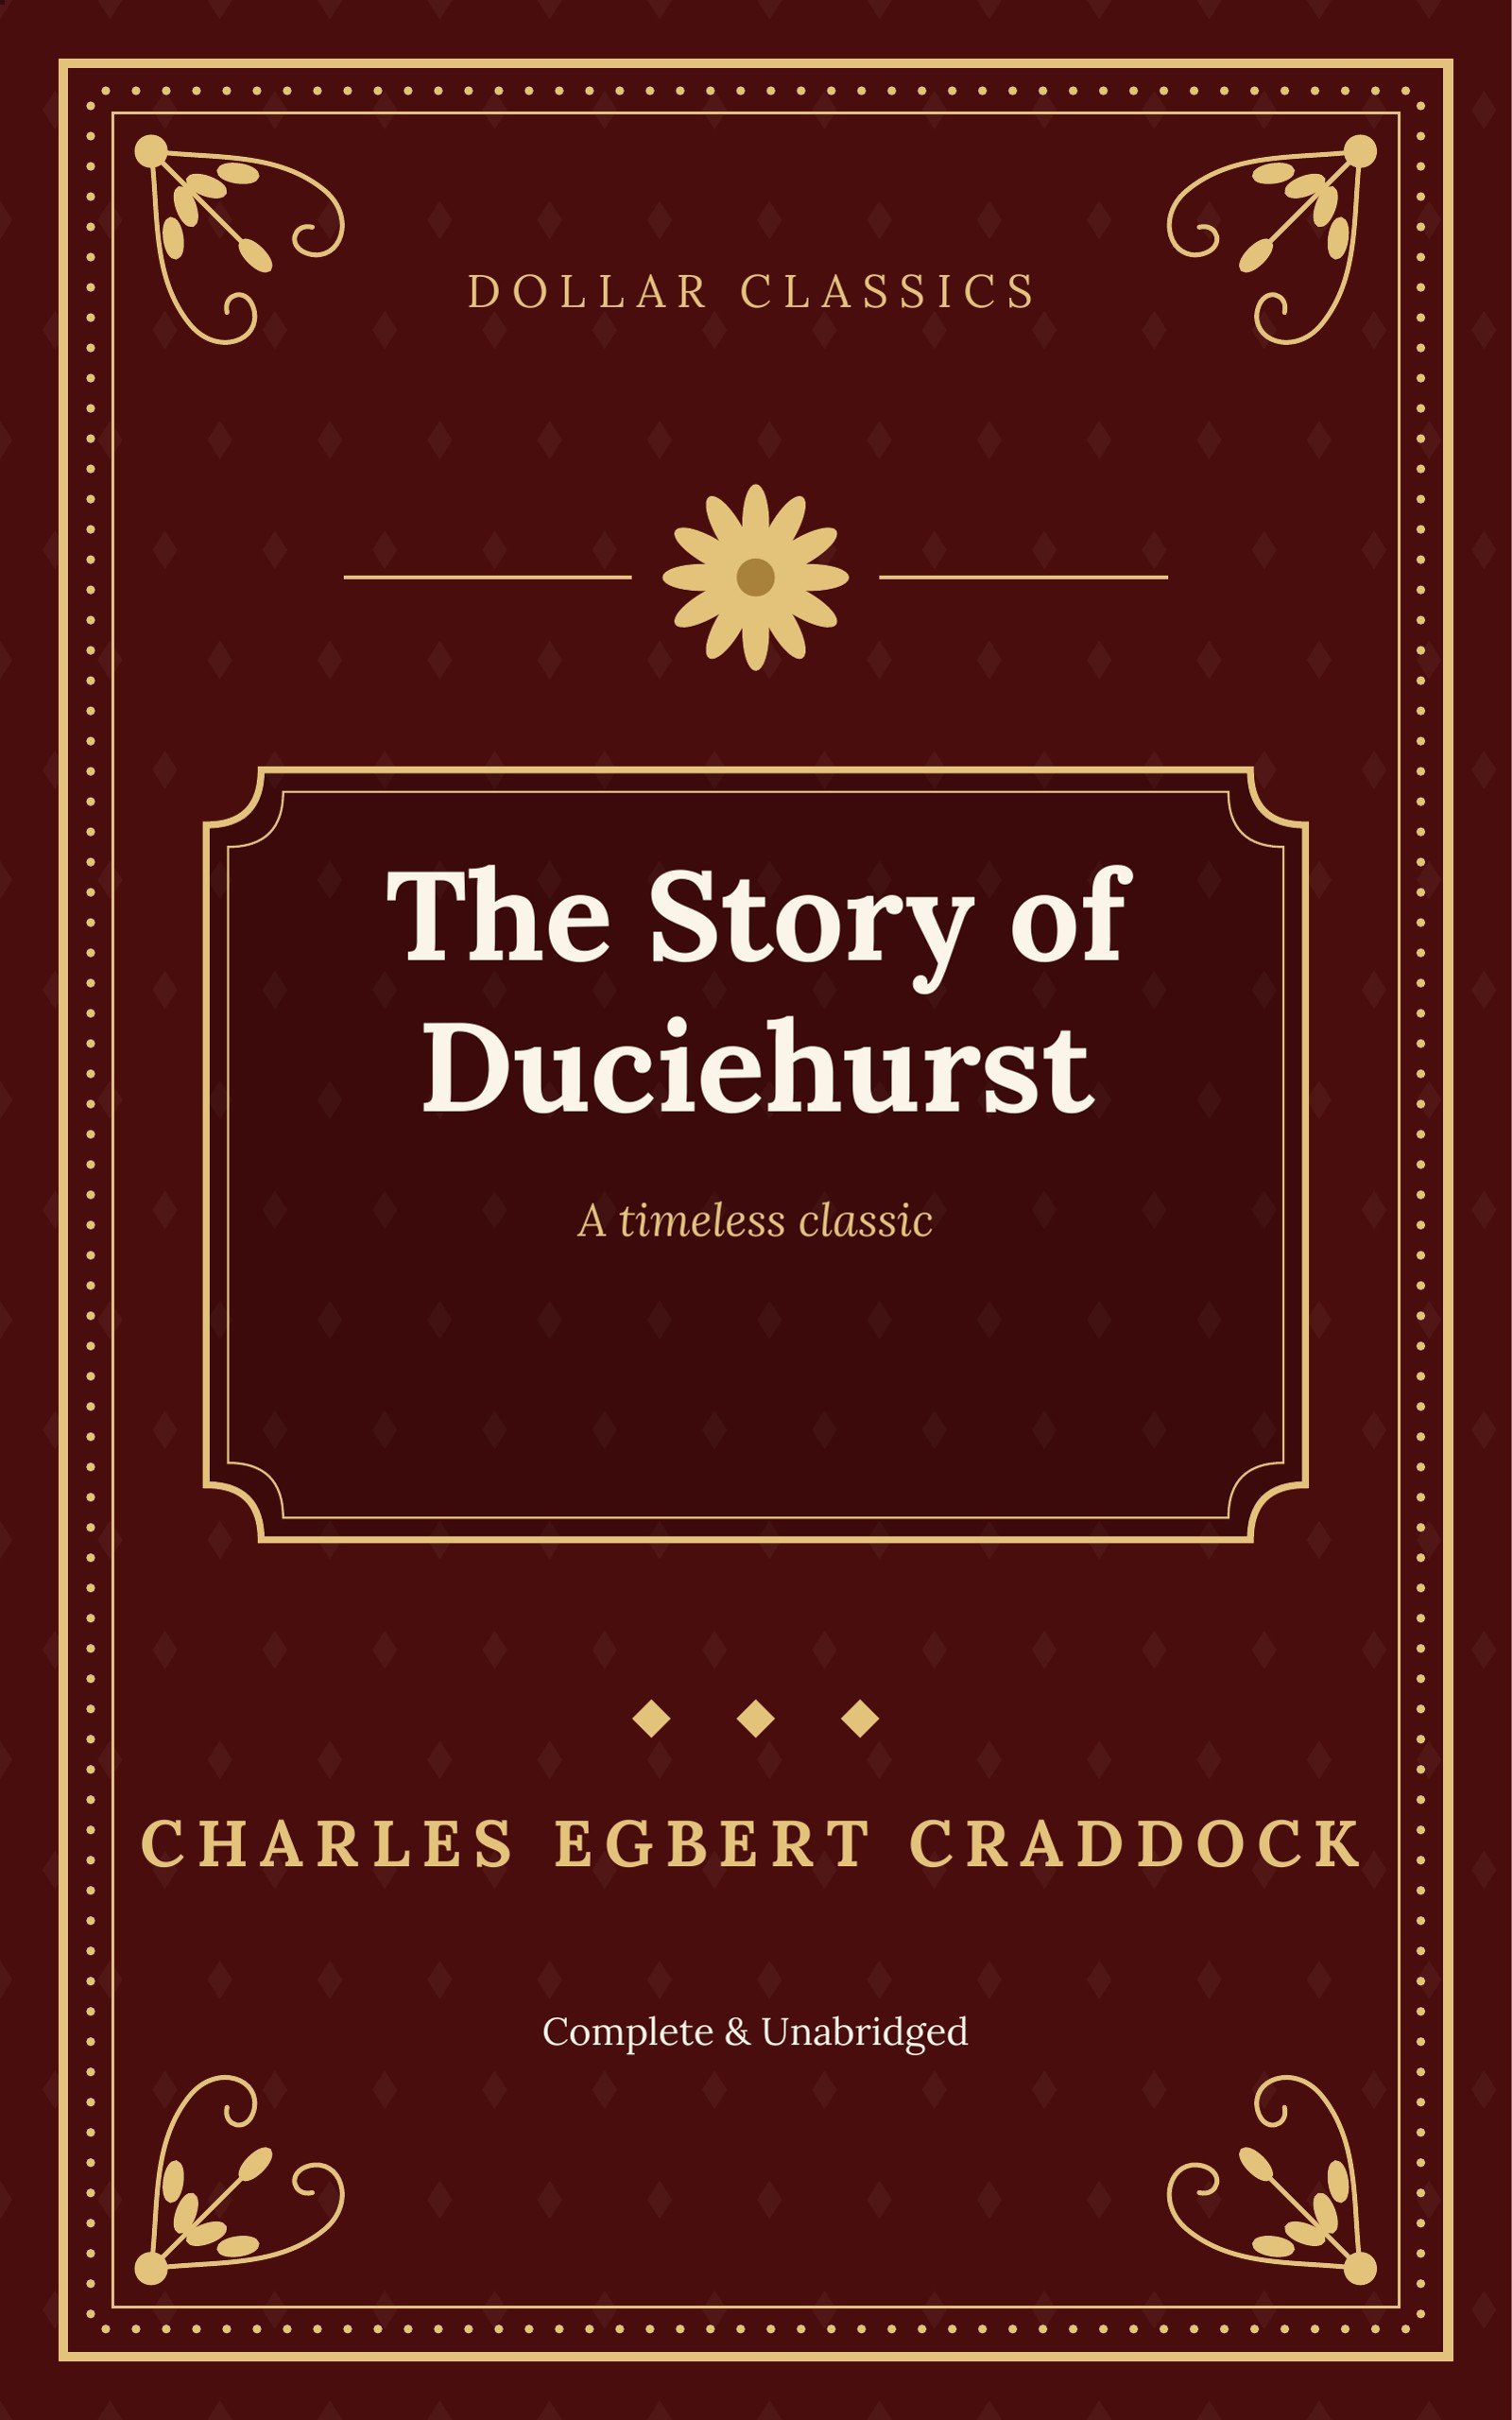 DOLLAR CLASSICS
The Story of
Duciehurst
A timeless classic
CHARLES EGBERT CRADDOCK
Complete & Unabridged